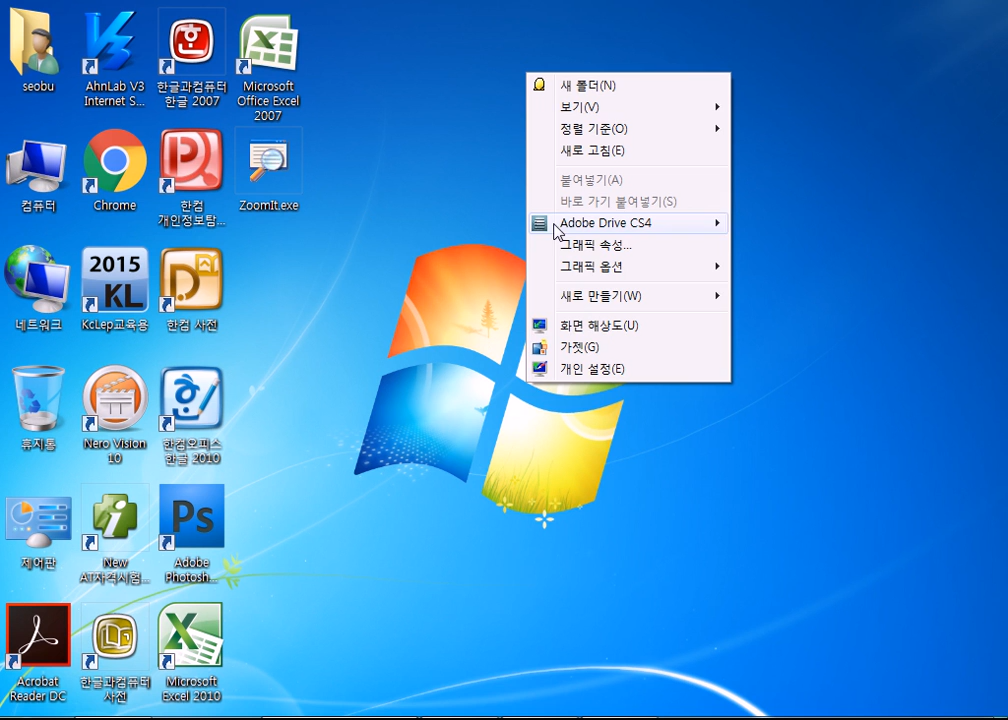 seobu
AhnLab V3
Internet S...
한글과컴퓨터
한글 2007
Microsoft
Office Excel
2007
컴퓨터
Chrome
한컴
개인정보탐...
ZoomIt.exe
네트워크
2015
KL
KcLep교육용
한컴 사전
휴지통
Nero Vision
10
한컴오피스
한글 2010
제어판
New
AT자격시험...
Ps
Adobe
Photosh...
Acrobat
Reader DC
한글과컴퓨터
사전
Microsoft
Excel 2010
새 폴더(N)
보기(V)
정렬 기준(O)
새로 고침(E)
붙여넣기(A)
바로 가기 붙여넣기(S)
Adobe Drive CS4
그래픽 속성...
그래픽 옵션
새로 만들기(W)
화면 해상도(U)
가젯(G)
개인 설정(E)